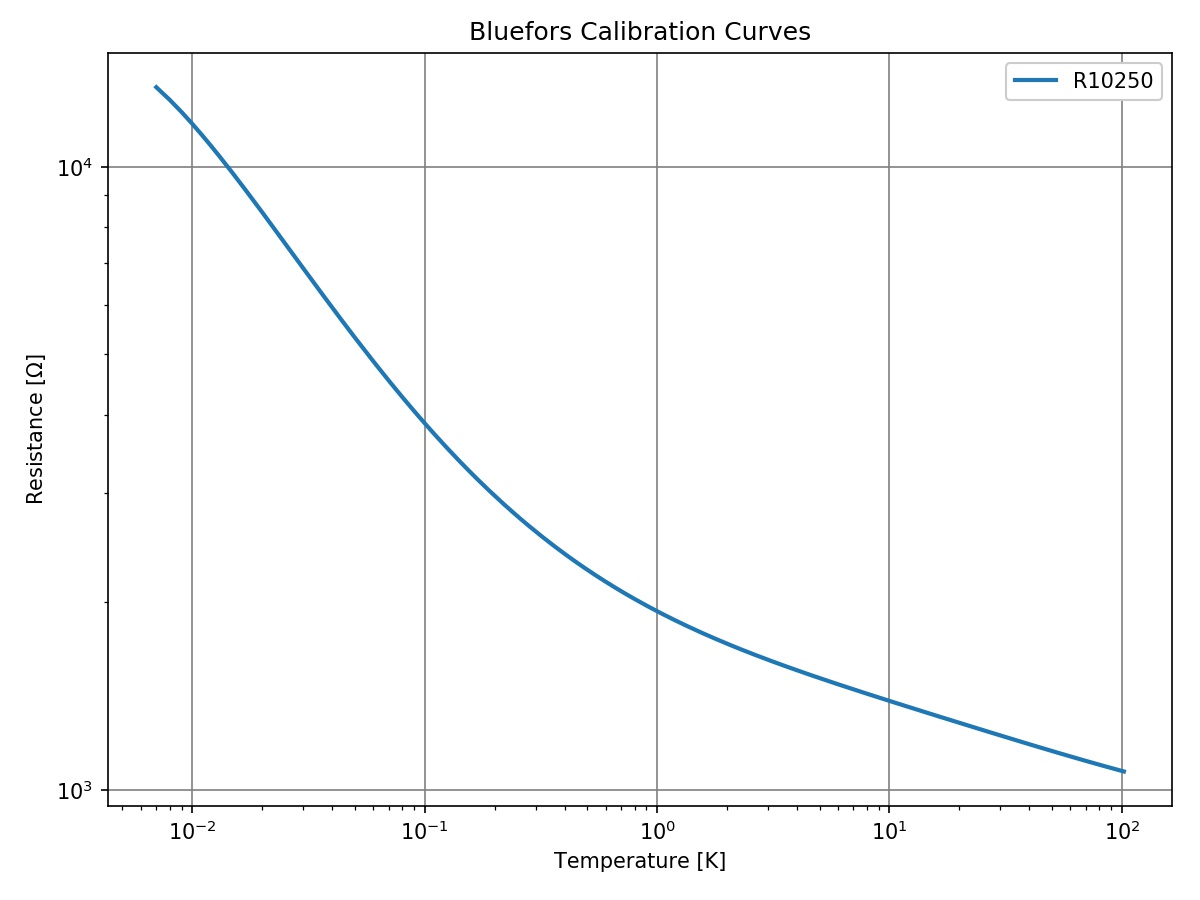 Bluefors Calibration Curves
R10250
10⁴
10³
Resistance [Ω]
10⁻² 10⁻¹ 10⁰ 10¹ 10²
Temperature [K]